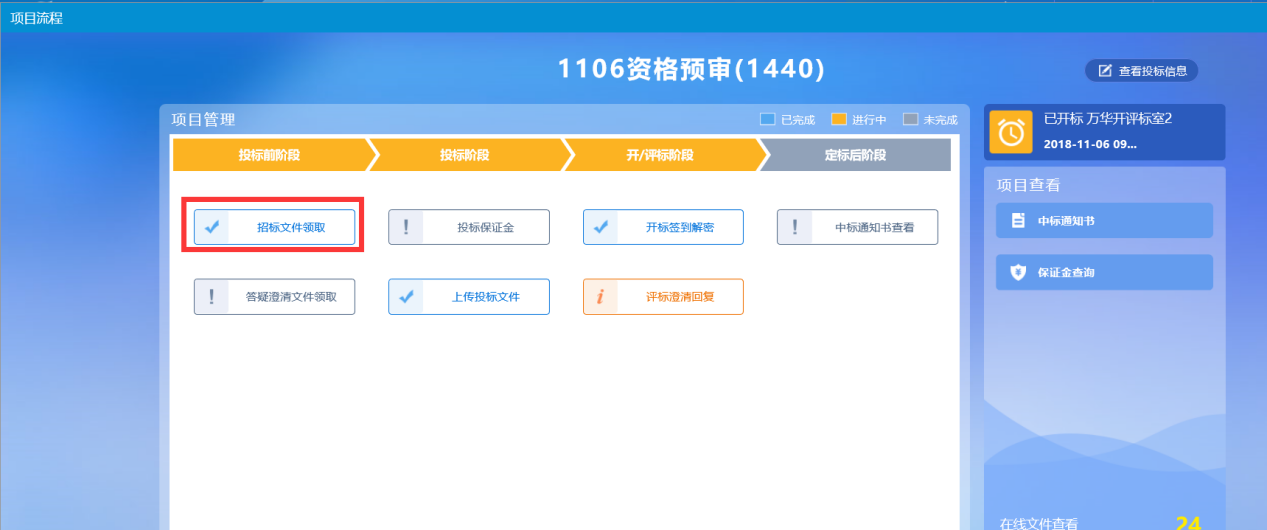 项目流程
1106资格预审(1440)
查看投标信息
项目管理
已完成
进行中
未完成
投标前阶段
投标阶段
开/评标阶段
定标后阶段
招标文件领取
投标保证金
开标签到解密
中标通知书查看
答疑澄清文件领取
上传投标文件
评标澄清回复
已开标 万华开评标室2
2018-11-06 09...
项目查看
中标通知书
保证金查询
在线文件查看
24